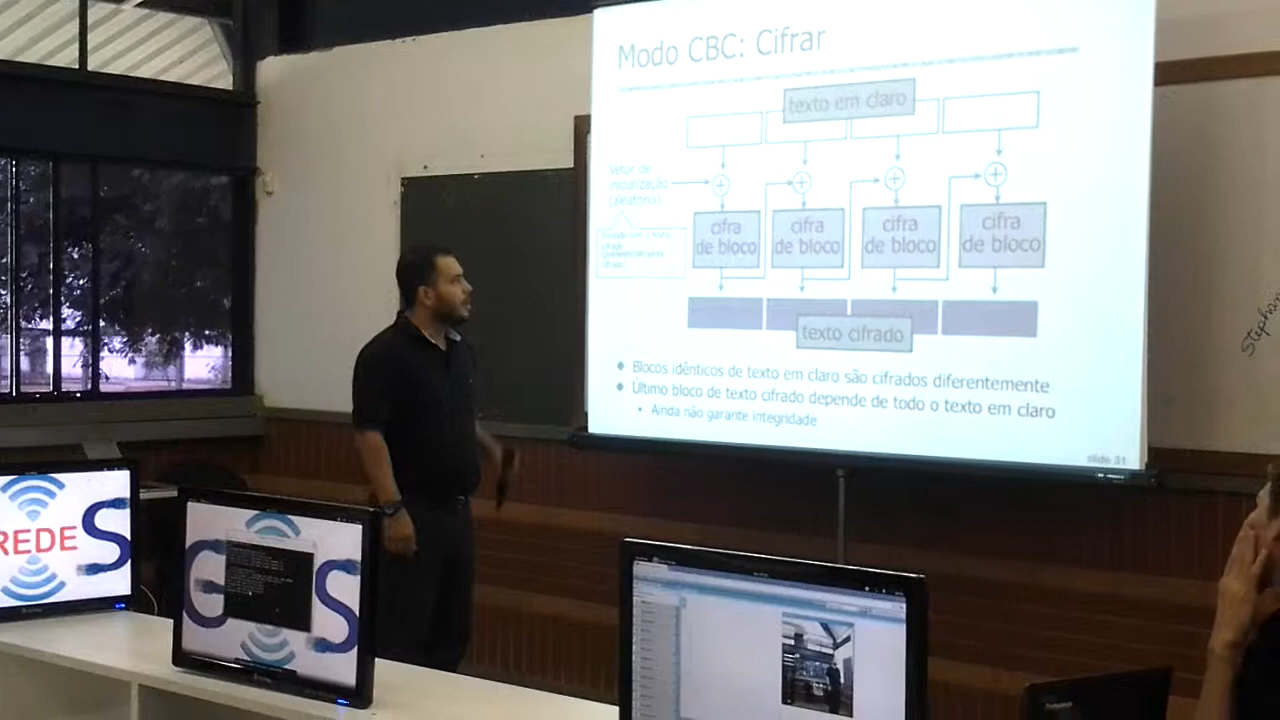 Modo CBC: Cifrar
texto em claro
Vetor de
inicialização
(aleatório)
cifra
de bloco
cifra
de bloco
cifra
de bloco
cifra
de bloco
texto cifrado
Blocos idênticos de texto em claro são cifrados diferentemente
Último bloco de texto cifrado depende de todo o texto em claro
Ainda não garante integridade
slide 31
REDE S
G S